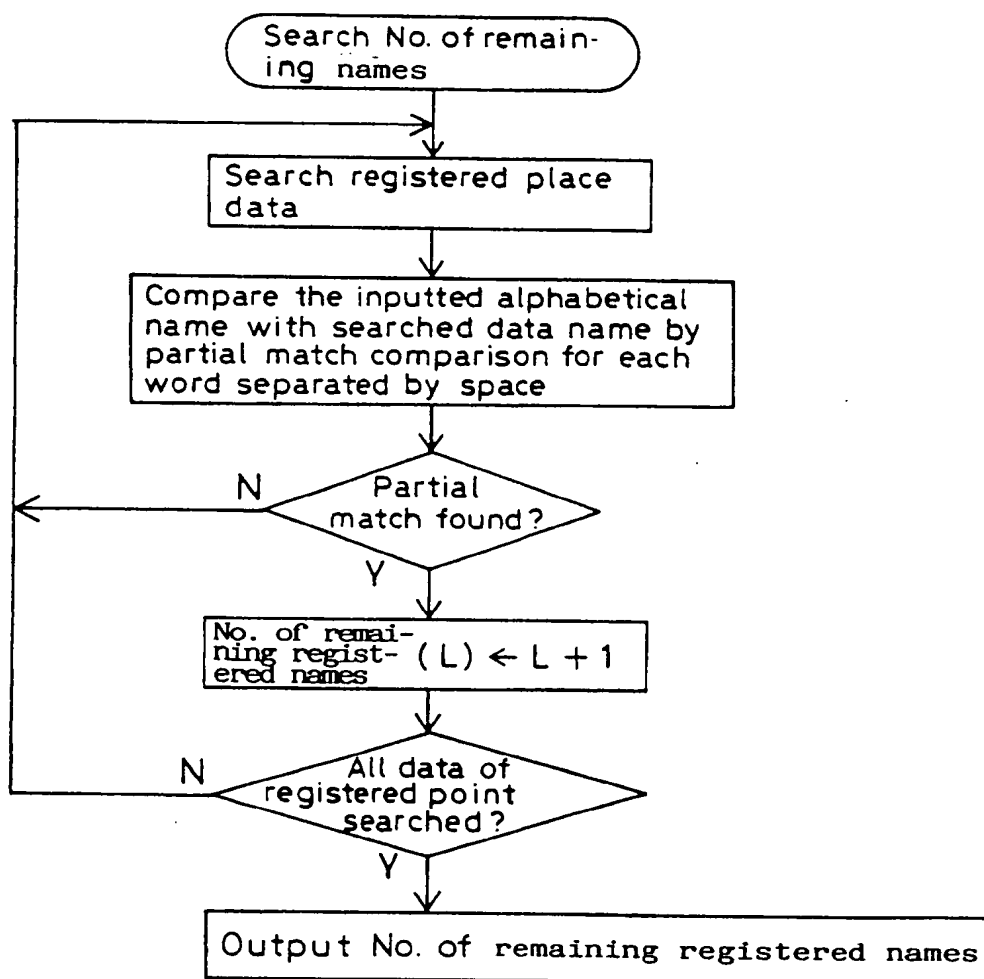 Search No. of remain-
ing names
Search registered place
data
Compare the inputted alphabetical
name with searched data name by
partial match comparison for each
word separated by space
N
Partial
match found?
Y
No. of remai-
ning regist-
ered names
(L) ← L + 1
N
All data of
registered point
searched?
Y
Output No. of remaining registered names